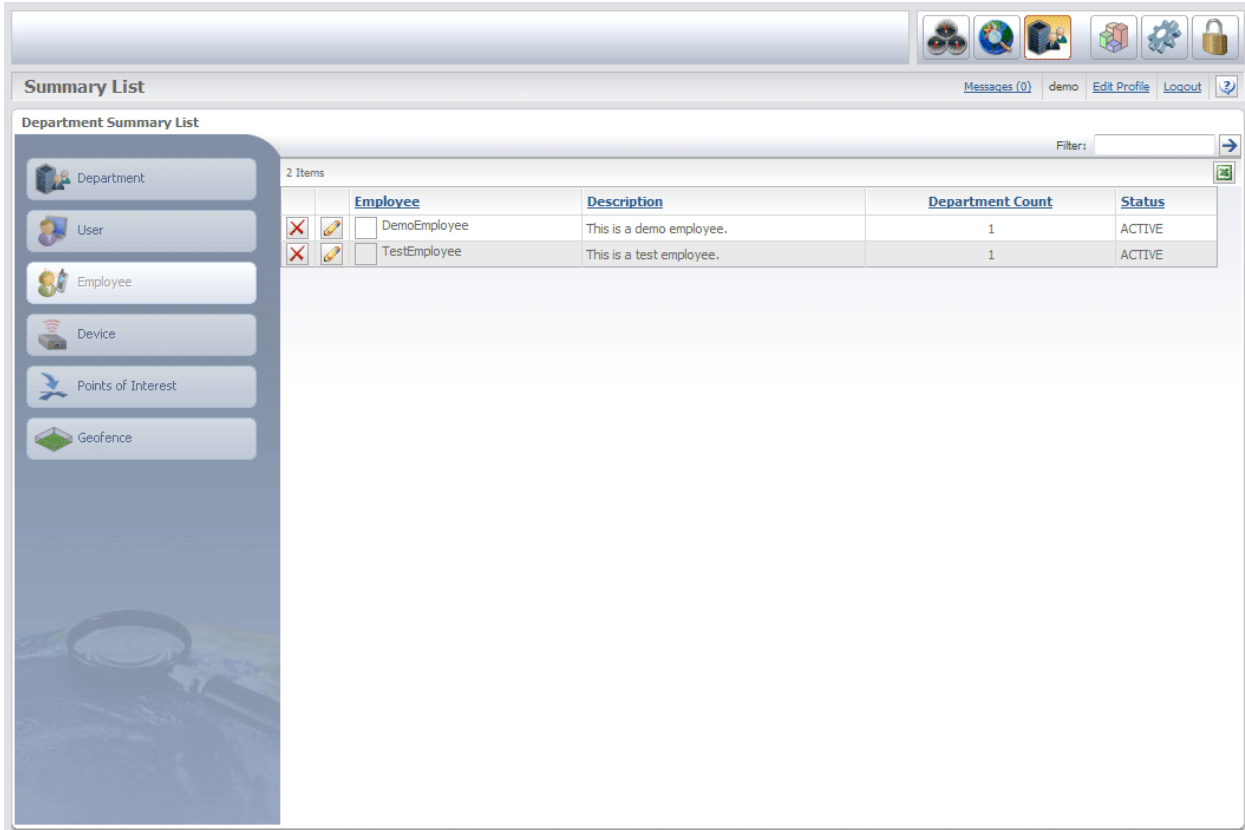 Summary List
Messages (0) demo Edit Profile Logout
Department Summary List
Filter:
Department
User
Employee
Device
Points of Interest
Geofence
2 Items
Employee Description Department Count Status
DemoEmployee This is a demo employee. 1 ACTIVE
TestEmployee This is a test employee. 1 ACTIVE